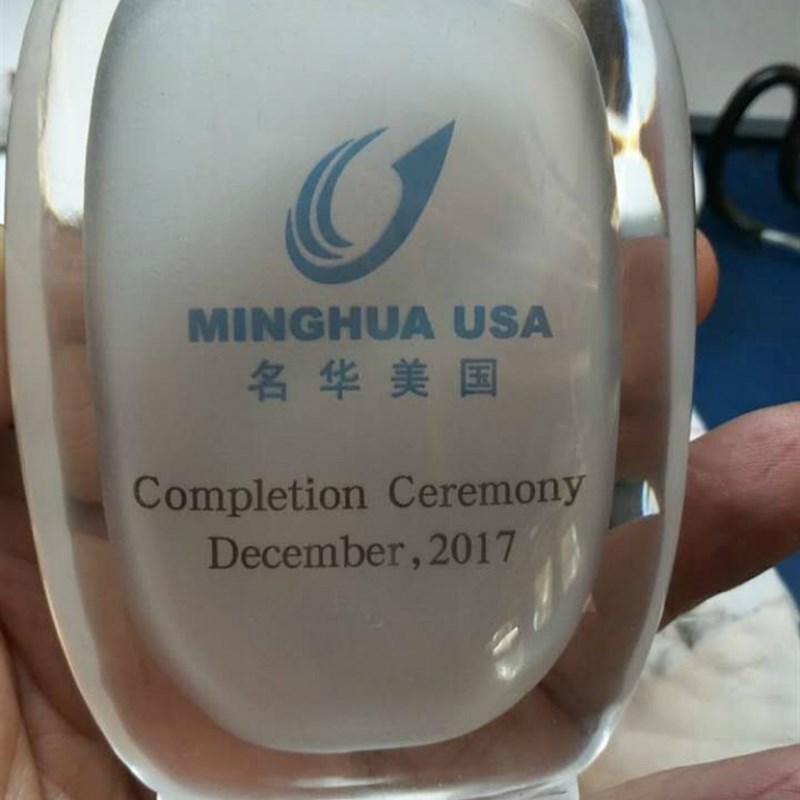 MINGHUA USA
名华美国
Completion Ceremony
December, 2017